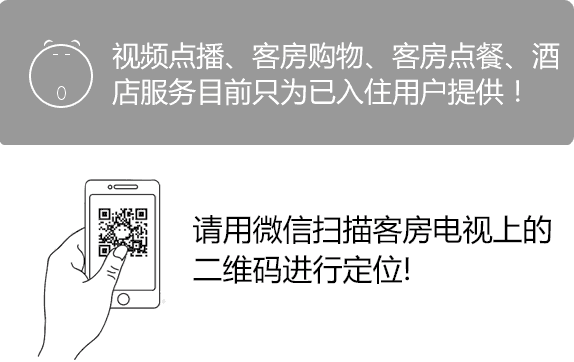 视频点播、客房购物、客房点餐、酒
店服务目前只为已入住用户提供！
请用微信扫描客房电视上的
二维码进行定位!